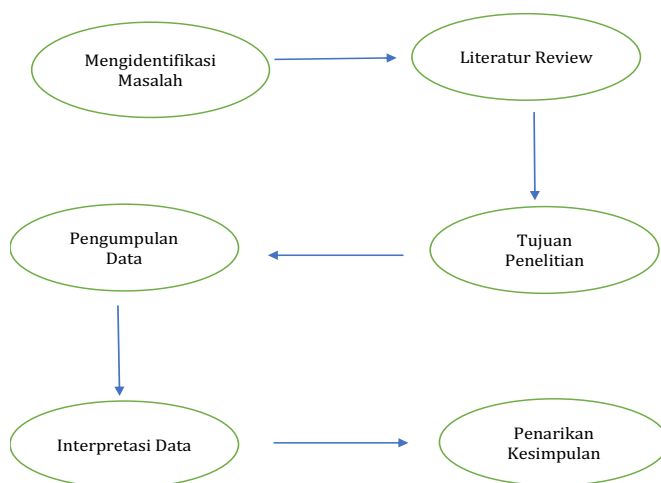 Mengidentifikasi
Masalah
Literatur Review
Tujuan
Penelitian
Pengumpulan
Data
Interpretasi Data
Penarikan
Kesimpulan